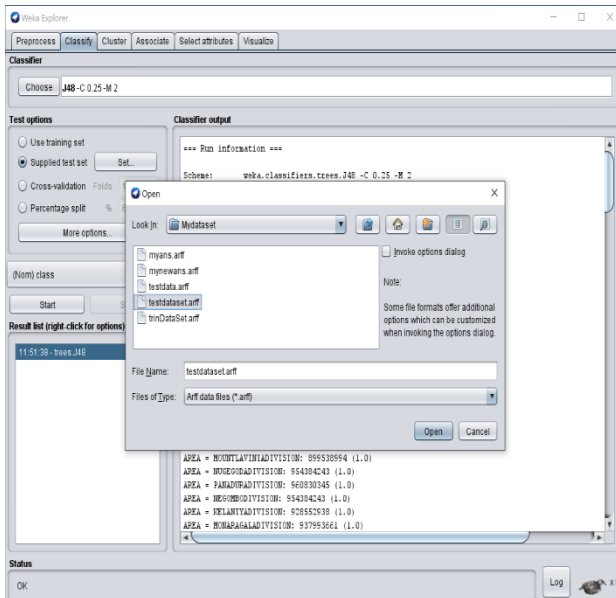 Weka Explorer
Preprocess Classify Cluster Associate Select attributes Visualize
Classifier
Choose J48 -C 0.25 -M 2
Test options
Use training set
Supplied test set Set...
Cross-validation Folds
Percentage split %
More options...
(Nom) class
Start
Result list (right-click for options)
11:51:38 - trees.J48
Classifier output
=== Run information ===
Scheme: weka.classifiers.trees.J48 -C 0.25 -M 2
Open
Look In: Mydataset
myans.arff
mynewans.arff
testdata.arff
testdataset.arff
trinDataSet.arff
Invoke options dialog
Note:
Some file formats offer additional
options which can be customized
when invoking the options dialog.
File Name: testdataset.arff
Files of Type: Arff data files (*.arff)
Open Cancel
AREA = MOUNTLAVINIADIVISION: 899538994 (1.0)
AREA = NUGEGODADIVISION: 954384243 (1.0)
AREA = PANADURADIVISION: 960830345 (1.0)
AREA = NEGOMBODIVISION: 954384243 (1.0)
AREA = KELANIYADIVISION: 928552938 (1.0)
AREA = MONARAGALADIVISION: 937993661 (1.0)
Status
OK
Log